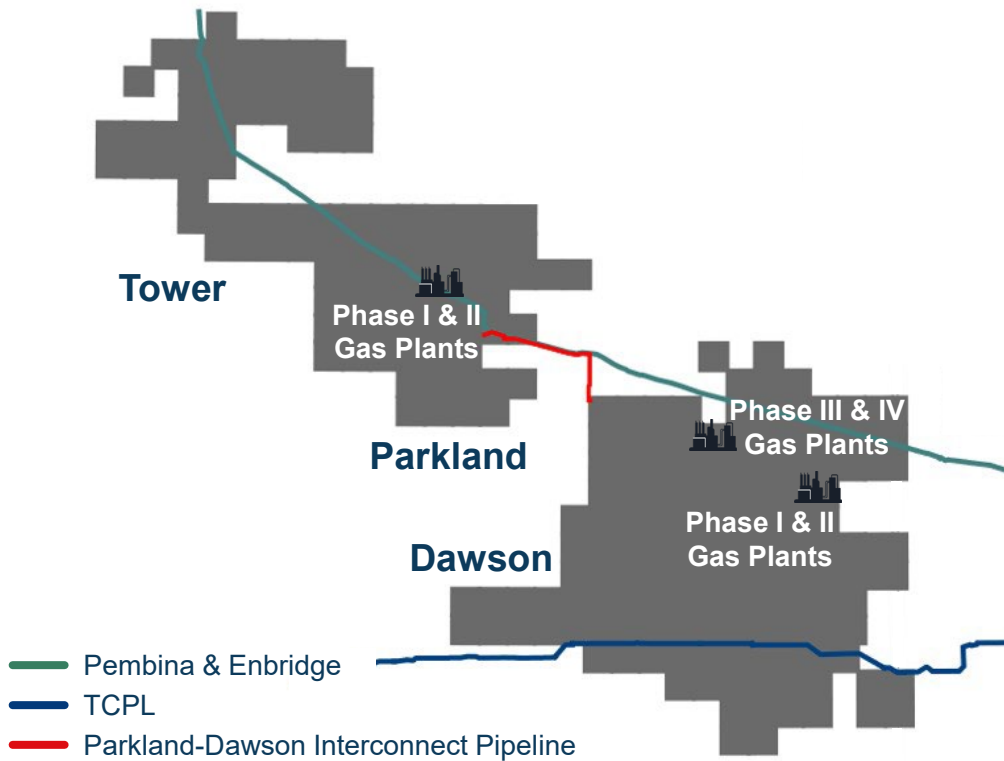 Tower
Phase I & II
Gas Plants
Parkland
Phase III & IV
Gas Plants
Phase I & II
Gas Plants
Dawson
Pembina & Enbridge
TCPL
Parkland-Dawson Interconnect Pipeline